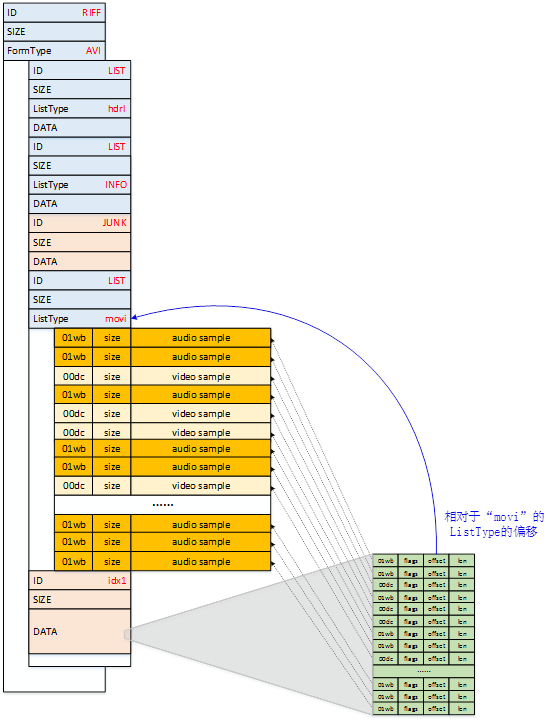 ID RIFF
SIZE
FormType AVI
ID LIST
SIZE
ListType hdrl
DATA
ID LIST
SIZE
ListType INFO
DATA
ID JUNK
SIZE
DATA
ID LIST
SIZE
ListType movi
01wb size audio sample
01wb size audio sample
00dc size video sample
01wb size audio sample
00dc size video sample
00dc size video sample
01wb size audio sample
01wb size audio sample
00dc size video sample
······
01wb size audio sample
01wb size audio sample
01wb size audio sample
ID idx1
SIZE
DATA
相对于“movi”的
ListType的偏移
01wb flags offset len
01wb flags offset len
00dc flags offset len
01wb flags offset len
00dc flags offset len
00dc flags offset len
01wb flags offset len
01wb flags offset len
00dc flags offset len
······
01wb flags offset len
01wb flags offset len
01wb flags offset len